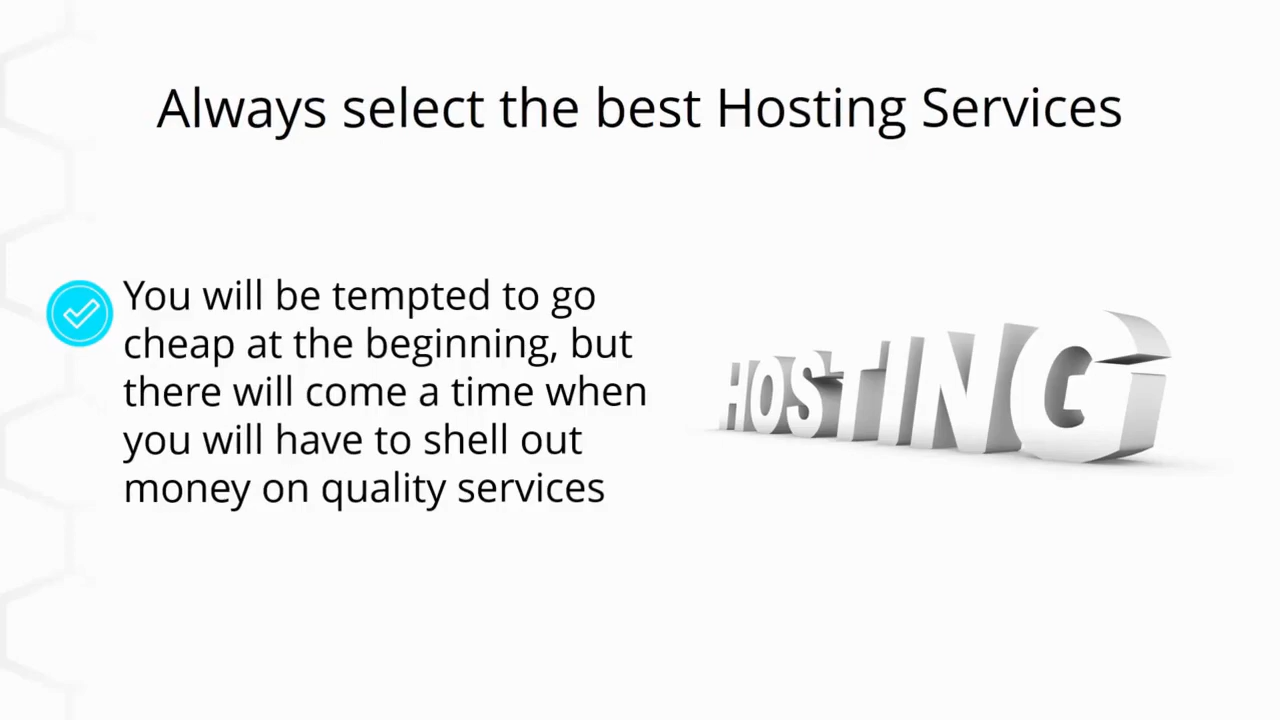 Always select the best Hosting Services
You will be tempted to go
cheap at the beginning, but
there will come a time when
you will have to shell out
money on quality services
HOSTING